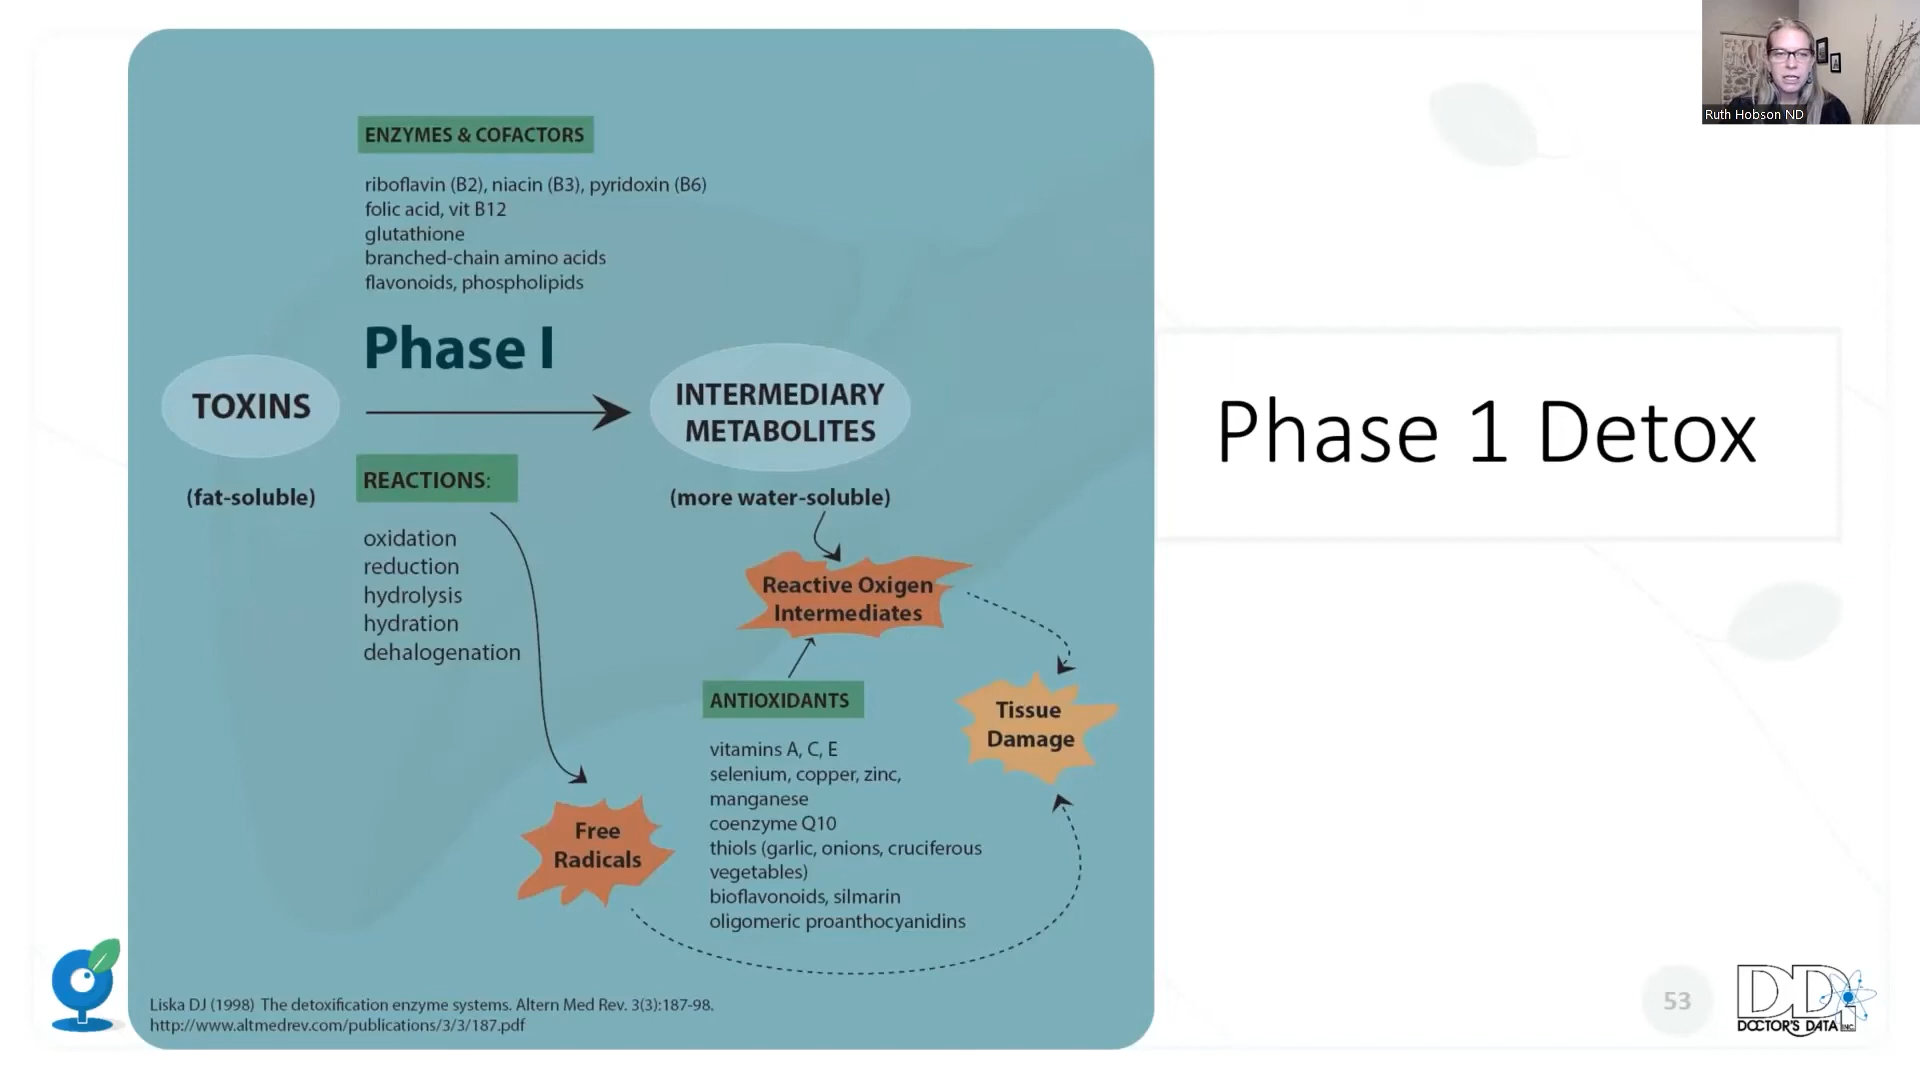 Ruth Hobson ND
ENZYMES & COFACTORS
riboflavin (B2), niacin (B3), pyridoxin (B6)
folic acid, vit B12
glutathione
branched-chain amino acids
flavonoids, phospholipids
Phase I
TOXINS
INTERMEDIARY
METABOLITES
(fat-soluble)
REACTIONS:
(more water-soluble)
oxidation
reduction
hydrolysis
hydration
dehalogenation
Reactive Oxigen
Intermediates
ANTIOXIDANTS
Tissue
Damage
vitamins A, C, E
selenium, copper, zinc,
manganese
coenzyme Q10
thiols (garlic, onions, cruciferous
vegetables)
bioflavonoids, silmarin
oligomeric proanthocyanidins
Free
Radicals
Liska DJ (1998) The detoxification enzyme systems. Altern Med Rev. 3(3):187-98.
http://www.altmedrev.com/publications/3/3/187.pdf
Phase 1 Detox
53
DDI
DOCTOR'S DATA INC.